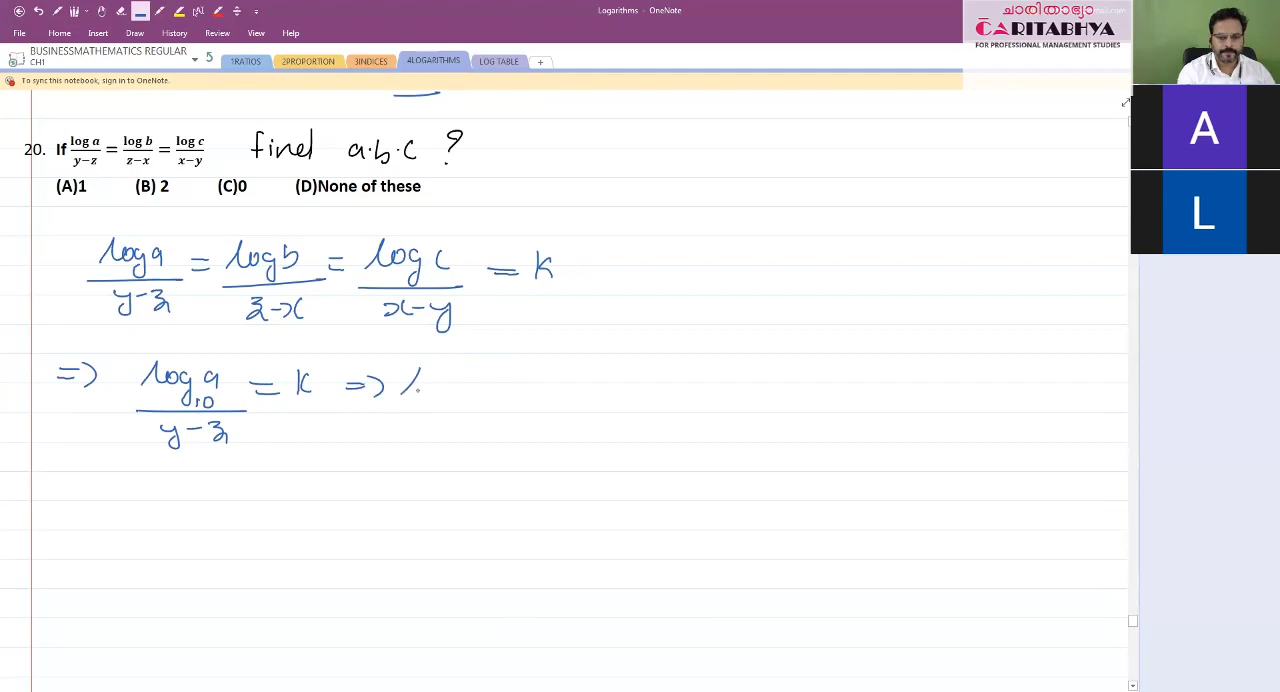 Logarithms - OneNote
ചാരിതാഭ്യാ
CARITABHYA
FOR PROFESSIONAL MANAGEMENT STUDIES
File Home Insert Draw History Review View Help
BUSINESSMATHEMATICS REGULAR
CH1
1RATIOS 2PROPORTION 3INDICES 4LOGARITHMS LOG TABLE +
To sync this notebook, sign in to OneNote.
20. If log a/y−z = log b/z−x = log c/x−y find a·b·c ?
(A)1 (B) 2 (C)0 (D)None of these
log a/y−z = log b/z−x = log c/x−y = k
=> log₁₀ a/y−z = k =>
A
L